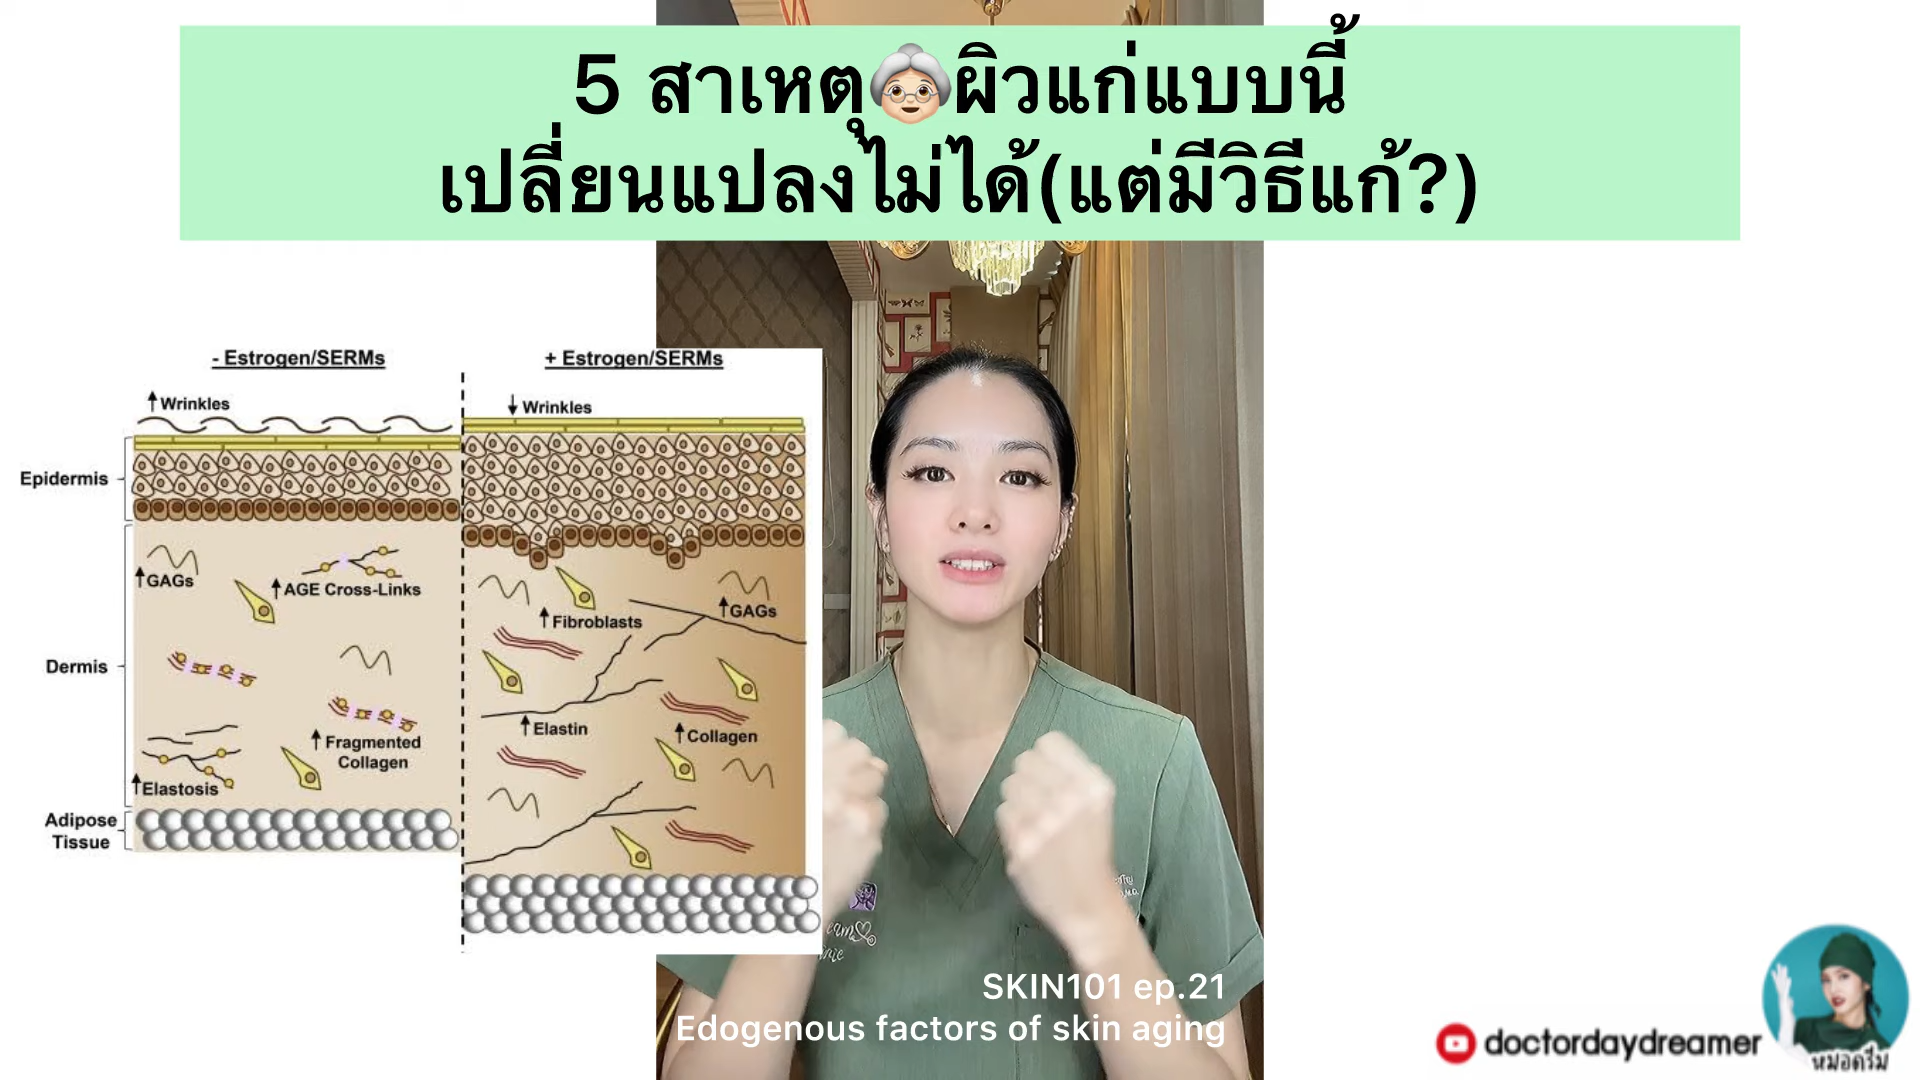 5 สาเหตุ👵🏻ผิวแก่แบบนี้
เปลี่ยนแปลงไม่ได้(แต่มีวิธีแก้?)
- Estrogen/SERMs
+ Estrogen/SERMs
↑Wrinkles
↓Wrinkles
Epidermis
↑GAGs
↑AGE Cross-Links
↑Fibroblasts
↑GAGs
Dermis
↑Elastin
↑Collagen
↑Fragmented
Collagen
↑Elastosis
Adipose
Tissue
SKIN101 ep.21
Edogenous factors of skin aging
doctordaydreamer
หมอดรีม